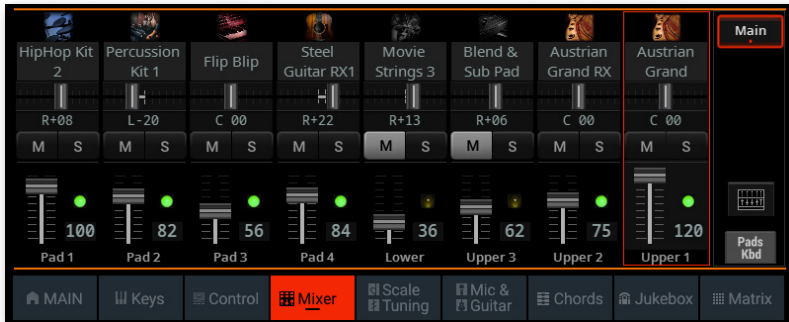 HipHop Kit 2
Percussion Kit 1
Flip Blip
Steel Guitar RX1
Movie Strings 3
Blend & Sub Pad
Austrian Grand RX
Austrian Grand
Main
R+08 L-20 C 00 R+22 R+13 R+06 C 00 C 00
M S M S M S M S M S M S M S M S
100 82 56 84 36 62 75 120
Pad 1 Pad 2 Pad 3 Pad 4 Lower Upper 3 Upper 2 Upper 1
Pads
Kbd
MAIN Keys Control Mixer Scale Tuning Mic & Guitar Chords Jukebox Matrix